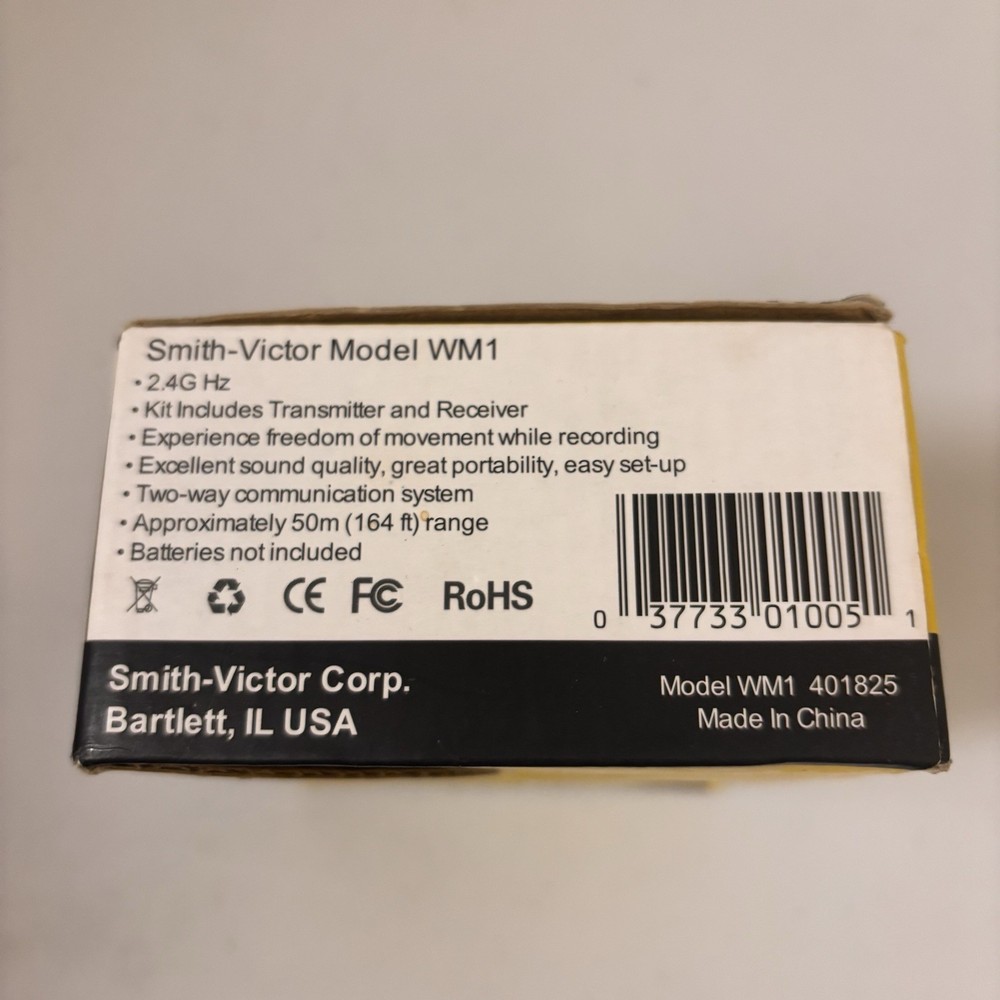 Smith-Victor Model WM1
• 2.4G Hz
• Kit Includes Transmitter and Receiver
• Experience freedom of movement while recording
• Excellent sound quality, great portability, easy set-up
• Two-way communication system
• Approximately 50m (164 ft) range
• Batteries not included
CE FC RoHS
0 37733 01005 1
Smith-Victor Corp.
Bartlett, IL USA
Model WM1 401825
Made In China